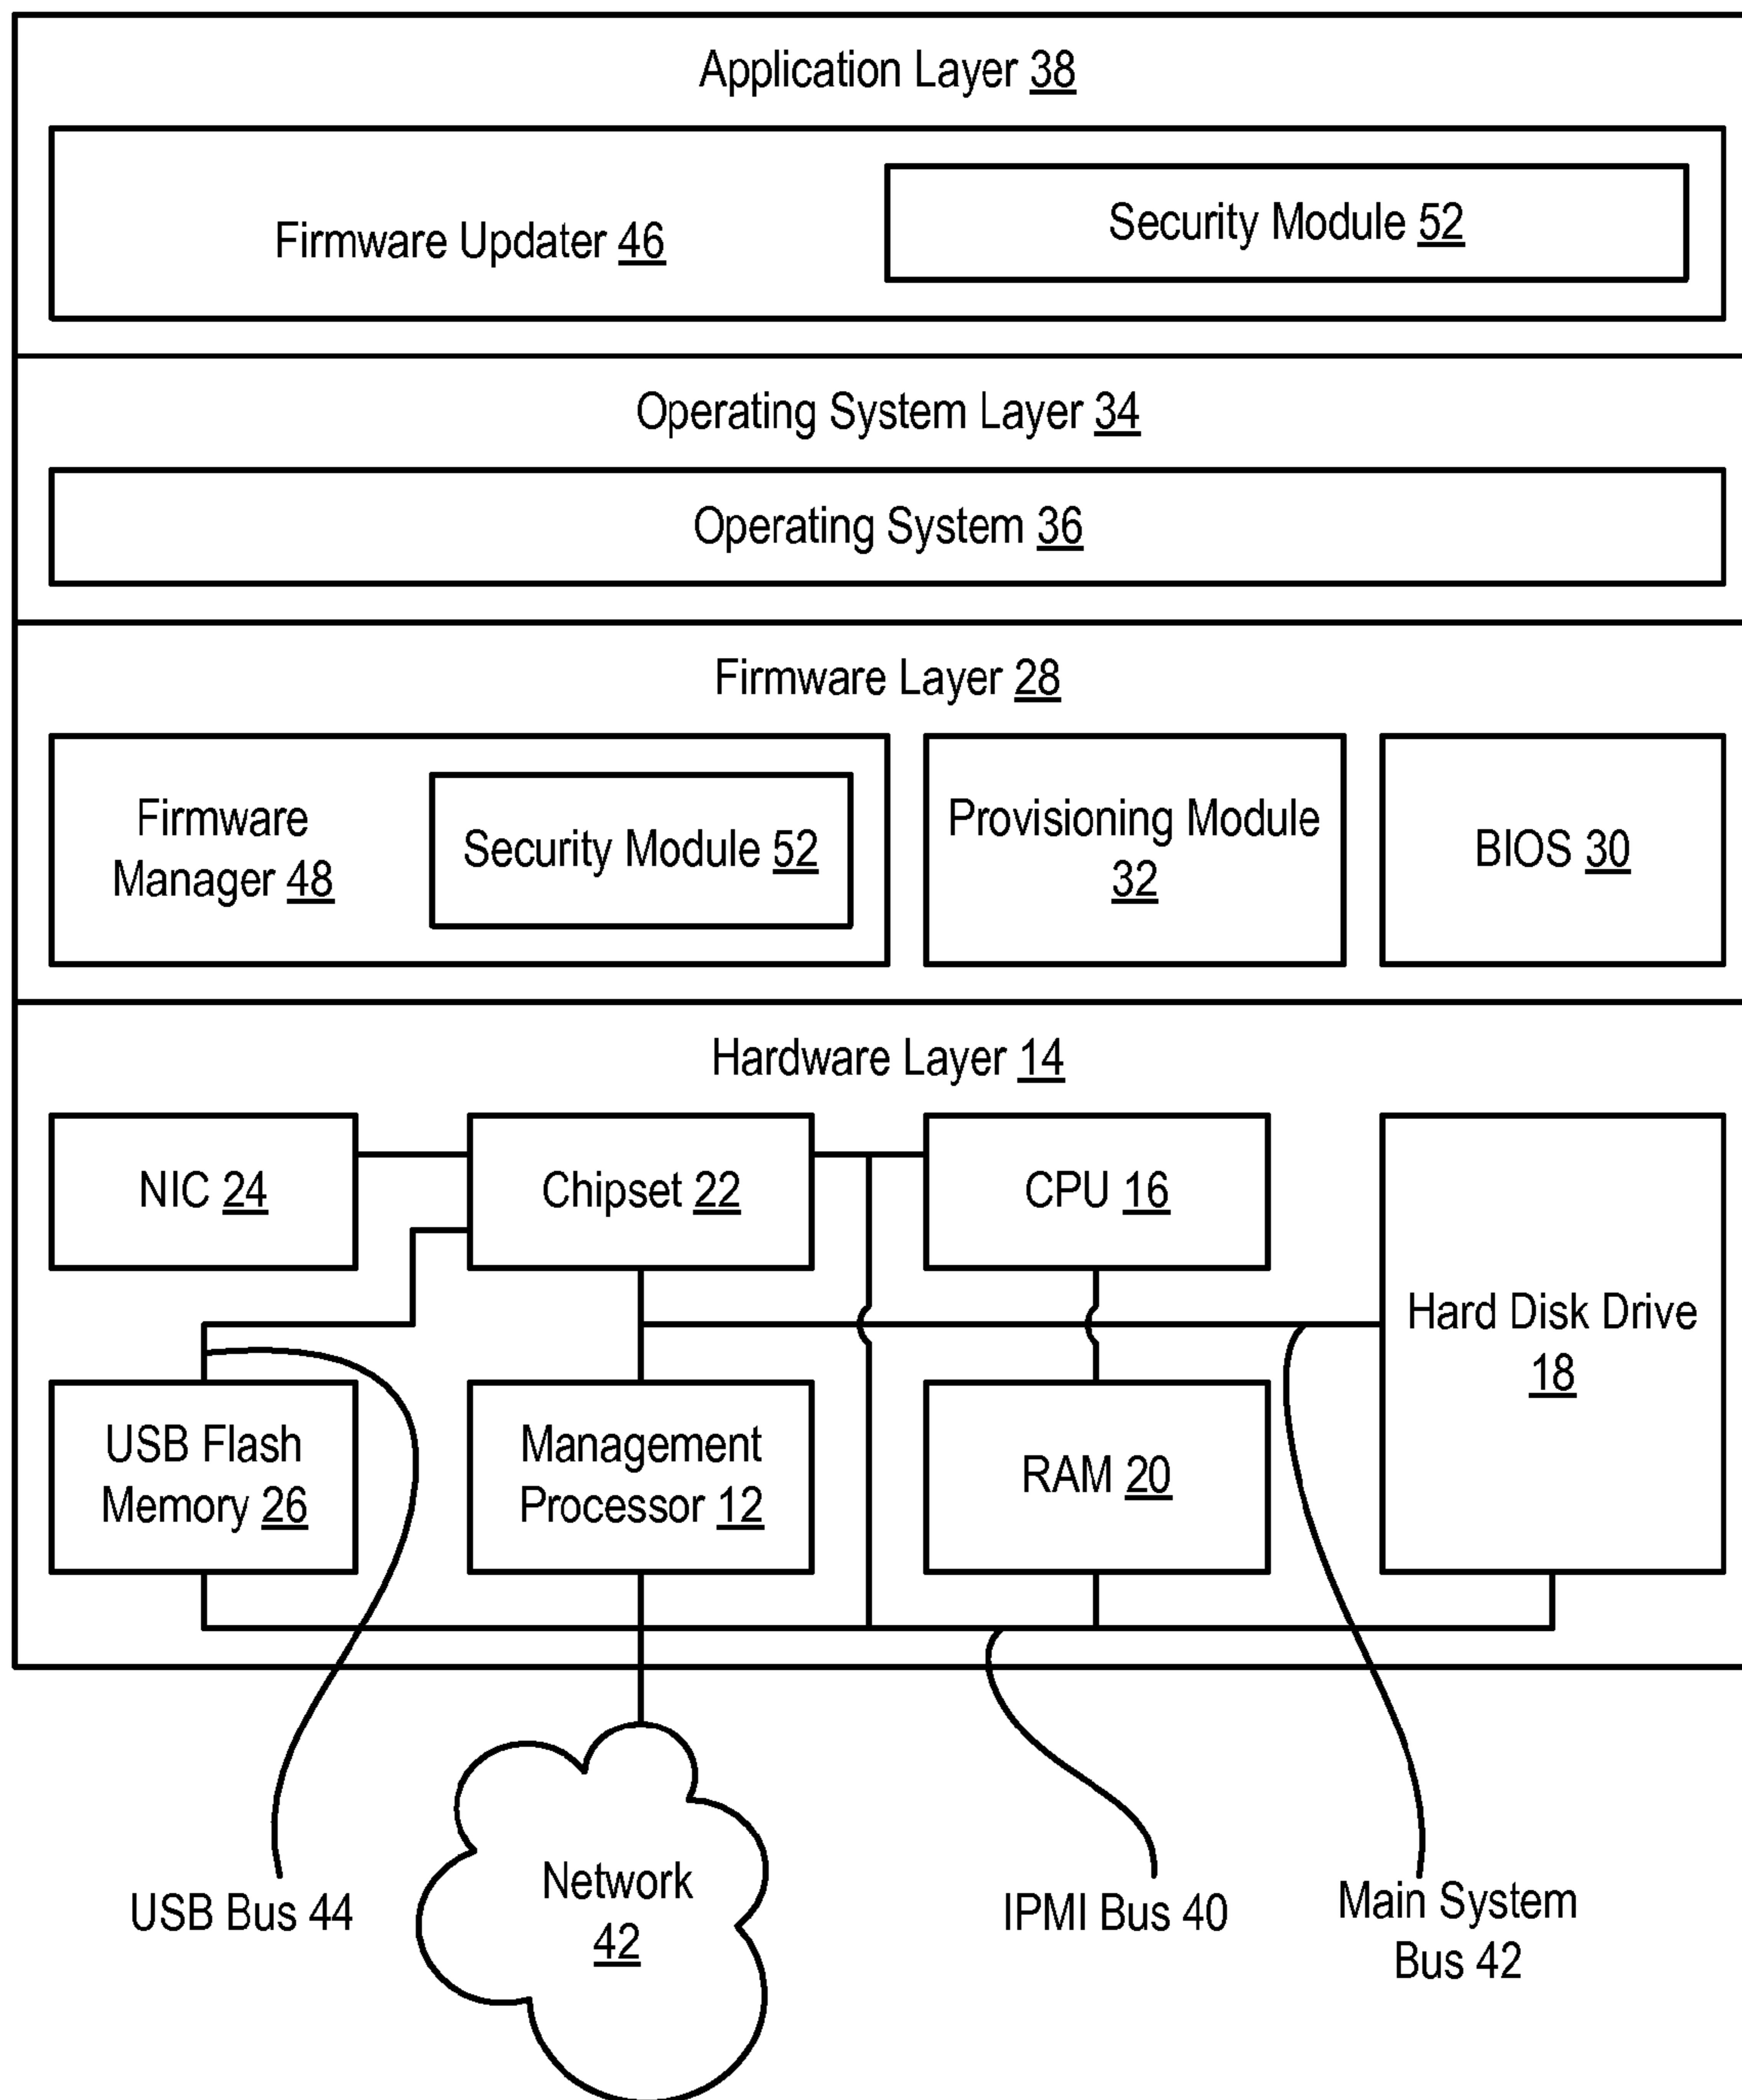 Application Layer 38
Firmware Updater 46
Security Module 52
Operating System Layer 34
Operating System 36
Firmware Layer 28
Firmware
Manager 48
Security Module 52
Provisioning Module
32
BIOS 30
Hardware Layer 14
NIC 24
Chipset 22
CPU 16
Hard Disk Drive
18
USB Flash
Memory 26
Management
Processor 12
RAM 20
USB Bus 44
Network
42
IPMI Bus 40
Main System
Bus 42